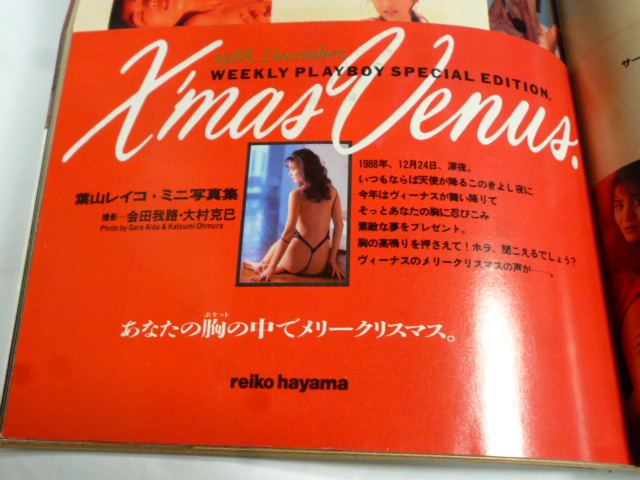 1988, December
WEEKLY PLAYBOY SPECIAL EDITION.
X'mas Venus.
葉山レイコ・ミニ写真集
撮影＝会田我路・大村克巳
Photo by Garo Aida & Katsumi Ohmura
1988年、12月24日、深夜。
いつもならば天使が降るこのきよし夜に
今年はヴィーナスが舞い降りて
そっとあなたの胸に忍びこみ
素敵な夢をプレゼント。
胸の高鳴りを押さえて！ホラ、聞こえるでしょう？
ヴィーナスのメリークリスマスの声が……。
ポケット
あなたの胸の中でメリークリスマス。
reiko hayama
サー